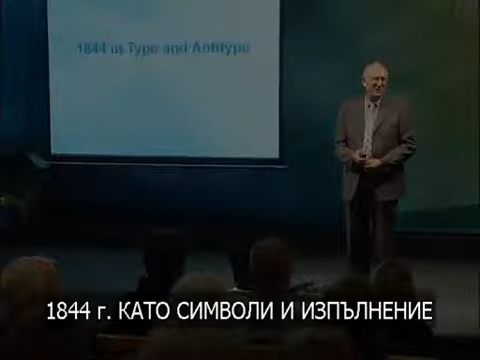 1844 as Type and Antitype
1844 г. КАТО СИМВОЛИ И ИЗПЪЛНЕНИЕ